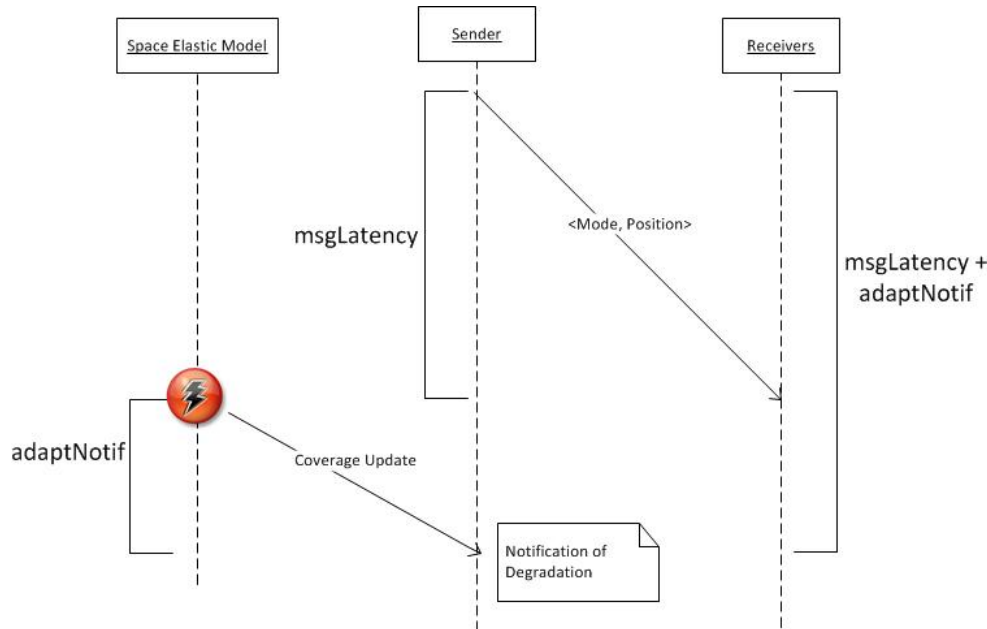 Space Elastic Model
Sender
Receivers
<Mode, Position>
msgLatency
msgLatency +
adaptNotif
adaptNotif
Coverage Update
Notification of
Degradation